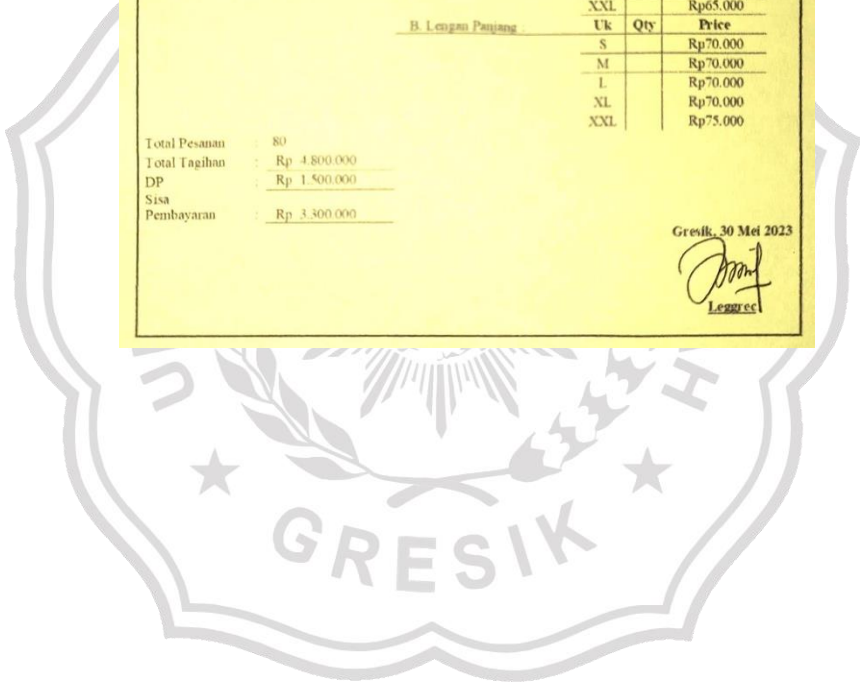 XXL Rp65.000
B. Lengan Panjang : Uk Qty Price
S Rp70.000
M Rp70.000
L Rp70.000
XL Rp70.000
XXL Rp75.000
Total Pesanan : 80
Total Tagihan : Rp 4.800.000
DP : Rp 1.500.000
Sisa
Pembayaran : Rp 3.300.000
Gresik, 30 Mei 2023
Leggrec
GRESIK